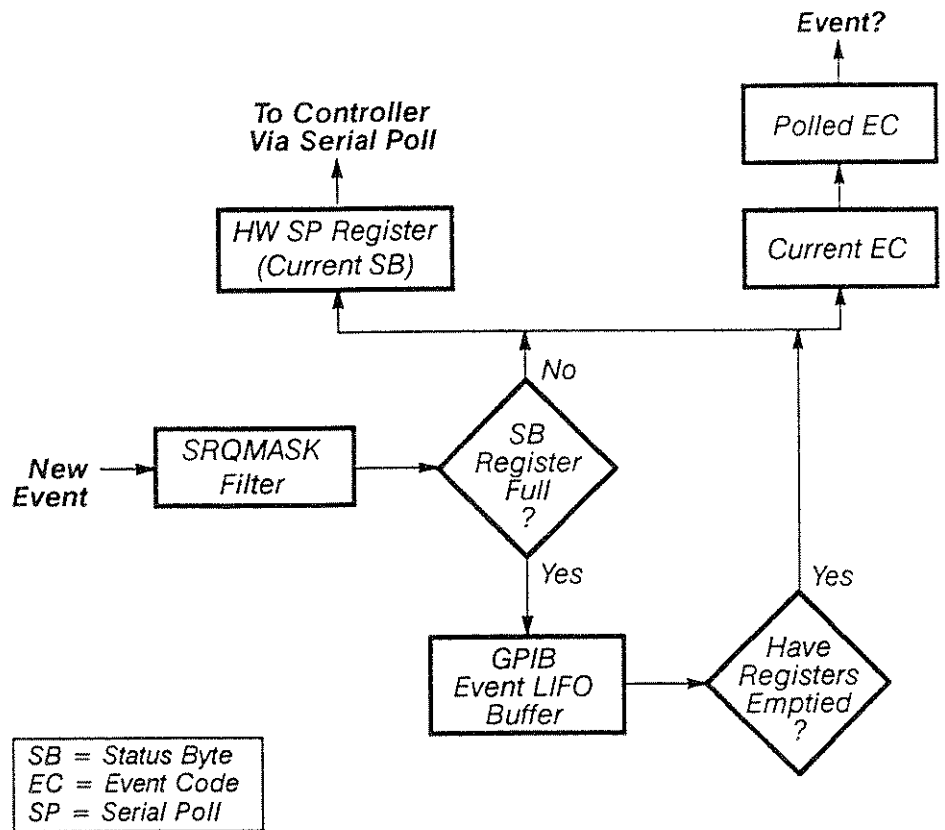 Event?
To Controller
Via Serial Poll
Polled EC
HW SP Register
(Current SB)
Current EC
No
SRQMASK
Filter
SB
Register
Full
?
New
Event
Yes
Yes
GPIB
Event LIFO
Buffer
Have
Registers
Emptied
?
SB = Status Byte
EC = Event Code
SP = Serial Poll